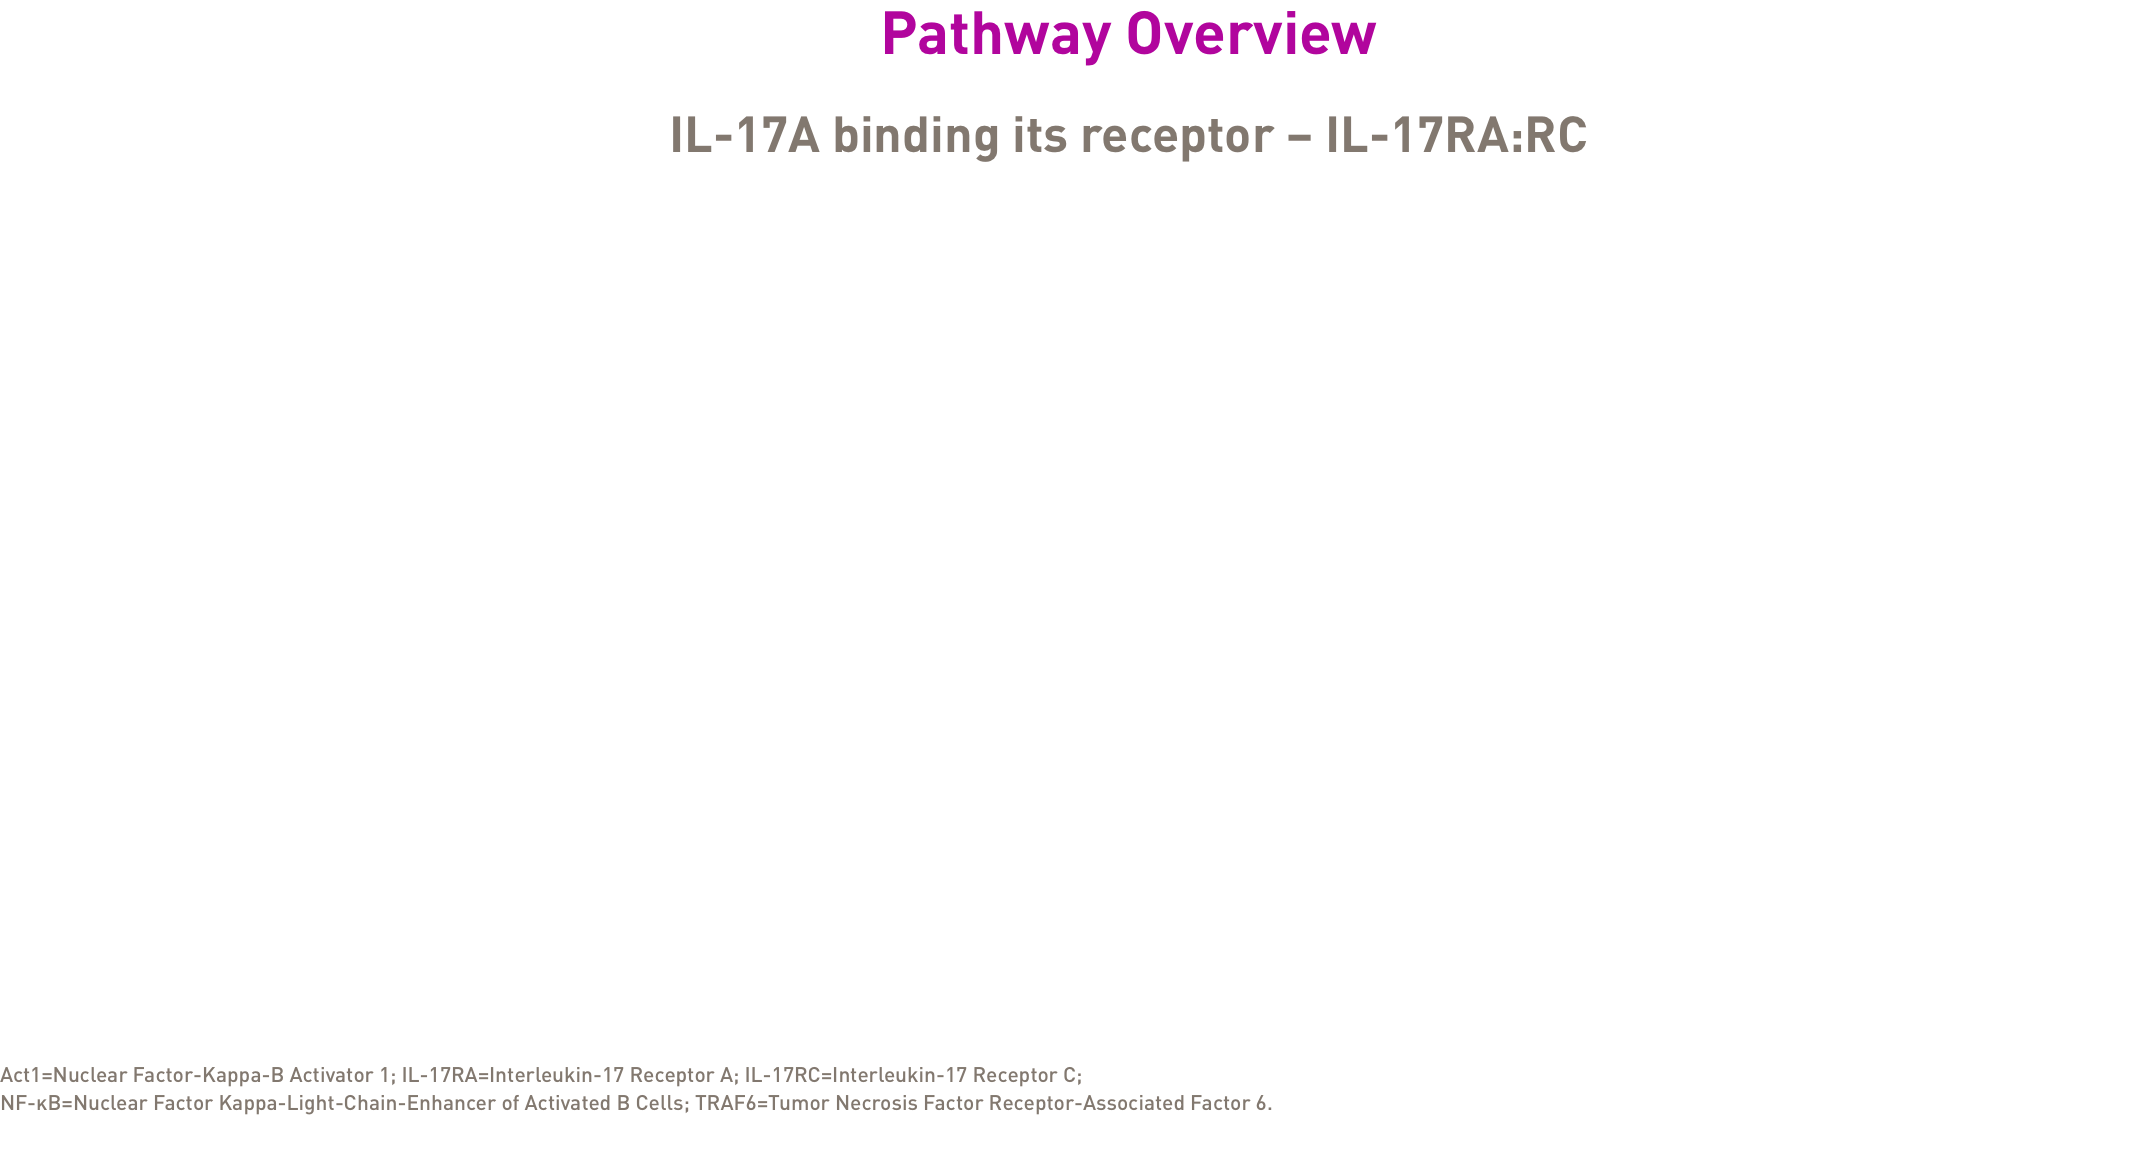 Pathway Overview
IL-17A binding its receptor – IL-17RA:RC
Act1=Nuclear Factor-Kappa-B Activator 1; IL-17RA=Interleukin-17 Receptor A; IL-17RC=Interleukin-17 Receptor C;
NF-κB=Nuclear Factor Kappa-Light-Chain-Enhancer of Activated B Cells; TRAF6=Tumor Necrosis Factor Receptor-Associated Factor 6.